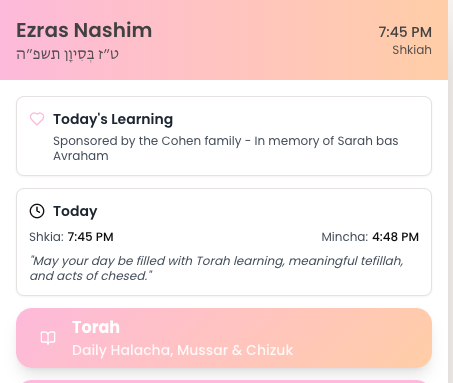 Ezras Nashim
7:45 PM
ט״ז בְּסִיוָן תשפ״ה
Shkiah
Today's Learning
Sponsored by the Cohen family - In memory of Sarah bas
Avraham
Today
Shkia: 7:45 PM
Mincha: 4:48 PM
"May your day be filled with Torah learning, meaningful tefillah,
and acts of chesed."
Torah
Daily Halacha, Mussar & Chizuk